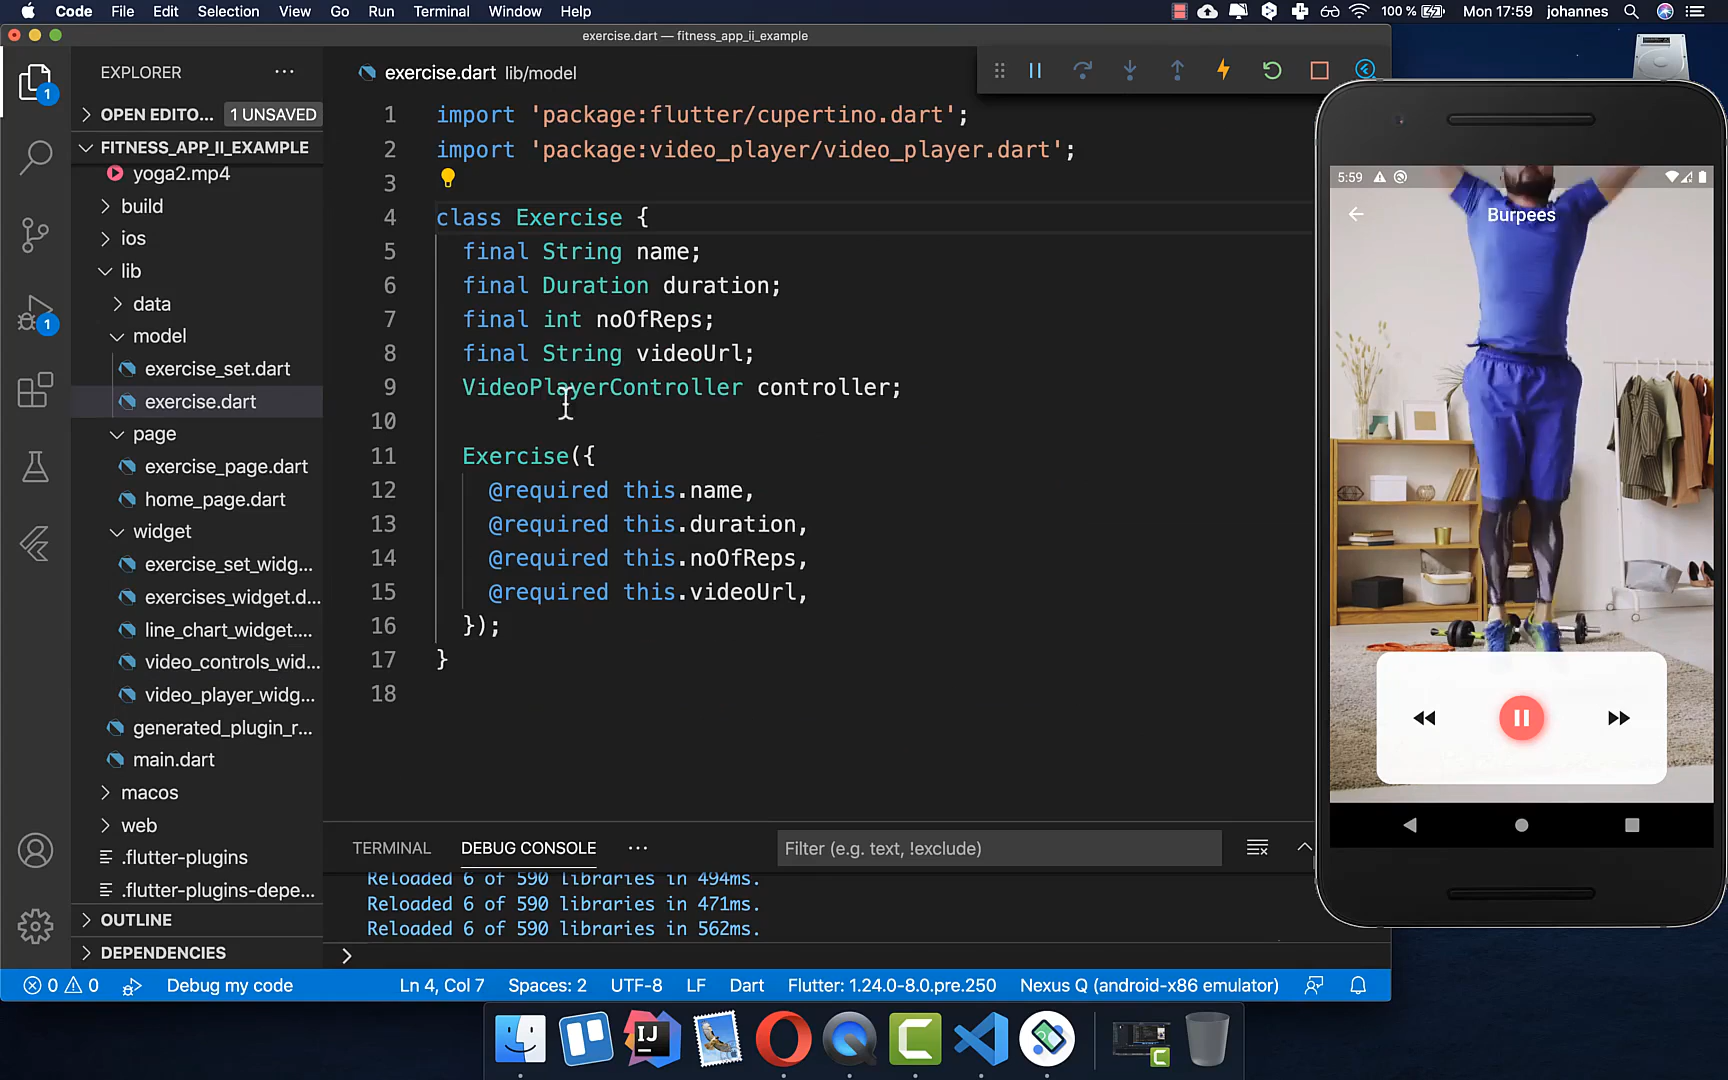 Code File Edit Selection View Go Run Terminal Window Help 100 % Mon 17:59 johannes
exercise.dart — fitness_app_ii_example
EXPLORER
OPEN EDITO... 1 UNSAVED
FITNESS_APP_II_EXAMPLE
yoga2.mp4
build
ios
lib
data
model
exercise_set.dart
exercise.dart
page
exercise_page.dart
home_page.dart
widget
exercise_set_widg...
exercises_widget.d...
line_chart_widget....
video_controls_wid...
video_player_widg...
generated_plugin_r...
main.dart
macos
web
.flutter-plugins
.flutter-plugins-depe...
OUTLINE
DEPENDENCIES
1
1
exercise.dart lib/model
1 import 'package:flutter/cupertino.dart';
2 import 'package:video_player/video_player.dart';
3
4 class Exercise {
5 final String name;
6 final Duration duration;
7 final int noOfReps;
8 final String videoUrl;
9 VideoPlayerController controller;
10
11 Exercise({
12 @required this.name,
13 @required this.duration,
14 @required this.noOfReps,
15 @required this.videoUrl,
16 });
17 }
18
TERMINAL DEBUG CONSOLE Filter (e.g. text, !exclude)
Reloaded 6 of 590 libraries in 494ms.
Reloaded 6 of 590 libraries in 471ms.
Reloaded 6 of 590 libraries in 562ms.
0 0 Debug my code Ln 4, Col 7 Spaces: 2 UTF-8 LF Dart Flutter: 1.24.0-8.0.pre.250 Nexus Q (android-x86 emulator)
5:59
Burpees
IJ